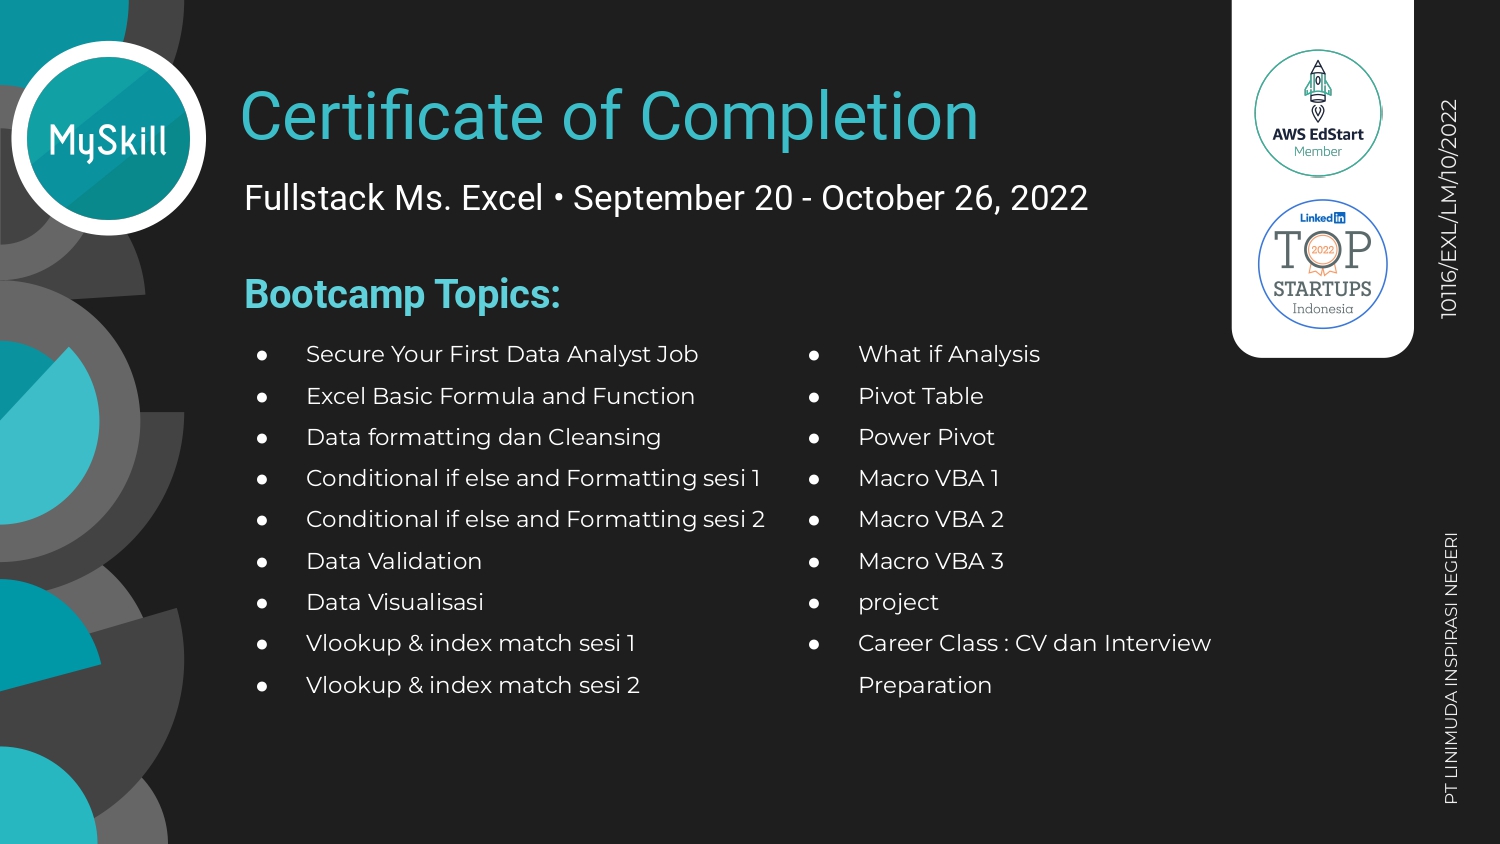 MySkill
Certificate of Completion
Fullstack Ms. Excel • September 20 - October 26, 2022
Bootcamp Topics:
● Secure Your First Data Analyst Job
● Excel Basic Formula and Function
● Data formatting dan Cleansing
● Conditional if else and Formatting sesi 1
● Conditional if else and Formatting sesi 2
● Data Validation
● Data Visualisasi
● Vlookup & index match sesi 1
● Vlookup & index match sesi 2
● What if Analysis
● Pivot Table
● Power Pivot
● Macro VBA 1
● Macro VBA 2
● Macro VBA 3
● project
● Career Class : CV dan Interview
Preparation
AWS EdStart
Member
Linked in
TOP
2022
STARTUPS
Indonesia
10116/EXL/LM/10/2022
PT LINIMUDA INSPIRASI NEGERI